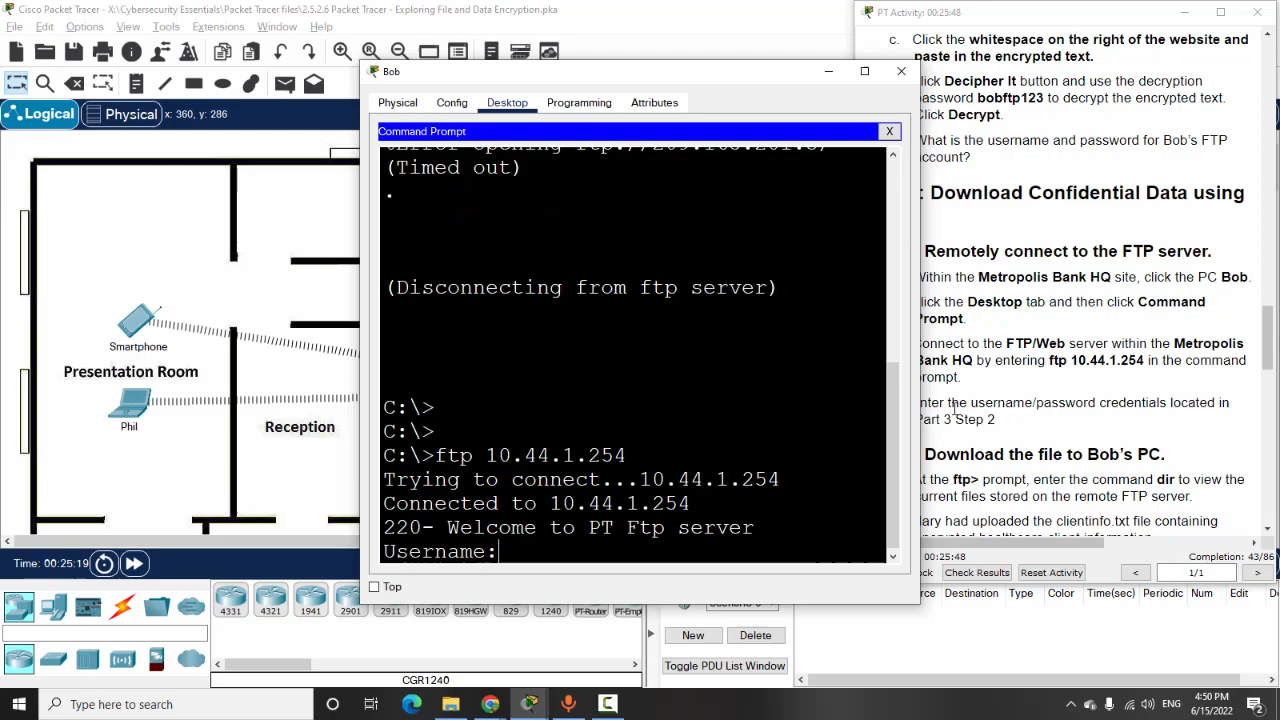 Cisco Packet Tracer - X:\Cybersecurity Essentials\Packet Tracer files\2.5.2.6 Packet Tracer - Exploring File and Data Encryption.pka
File Edit Options View Tools Extensions Window Help
Logical Physical x: 360, y: 286
Smartphone
Presentation Room
Phil
Reception
Bob
Physical Config Desktop Programming Attributes
Command Prompt X
(Timed out)
.
(Disconnecting from ftp server)
C:\>
C:\>
C:\>ftp 10.44.1.254
Trying to connect...10.44.1.254
Connected to 10.44.1.254
220- Welcome to PT Ftp server
Username:
Top
PT Activity: 00:25:48
c. Click the whitespace on the right of the website and
paste in the encrypted text.
lick Decipher It button and use the decryption
password bobftp123 to decrypt the encrypted text.
Click Decrypt.
What is the username and password for Bob's FTP
account?
: Download Confidential Data using
Remotely connect to the FTP server.
Within the Metropolis Bank HQ site, click the PC Bob.
lick the Desktop tab and then click Command
Prompt.
Connect to the FTP/Web server within the Metropolis
Bank HQ by entering ftp 10.44.1.254 in the command
prompt.
nter the username/password credentials located in
Part 3 Step 2
Download the file to Bob's PC.
At the ftp> prompt, enter the command dir to view the
current files stored on the remote FTP server.
ary had uploaded the clientinfo.txt file containing
00:25:48 Completion: 43/86
Check Results Reset Activity < 1/1 >
Time: 00:25:19
4331 4321 1941 2901 2911 819IOX 819HGW 829 1240 PT-Router PT-Empt
CGR1240
New Delete
Toggle PDU List Window
Source Destination Type Color Time(sec) Periodic Num Edit
Type here to search
ENG
4:50 PM
6/15/2022
2